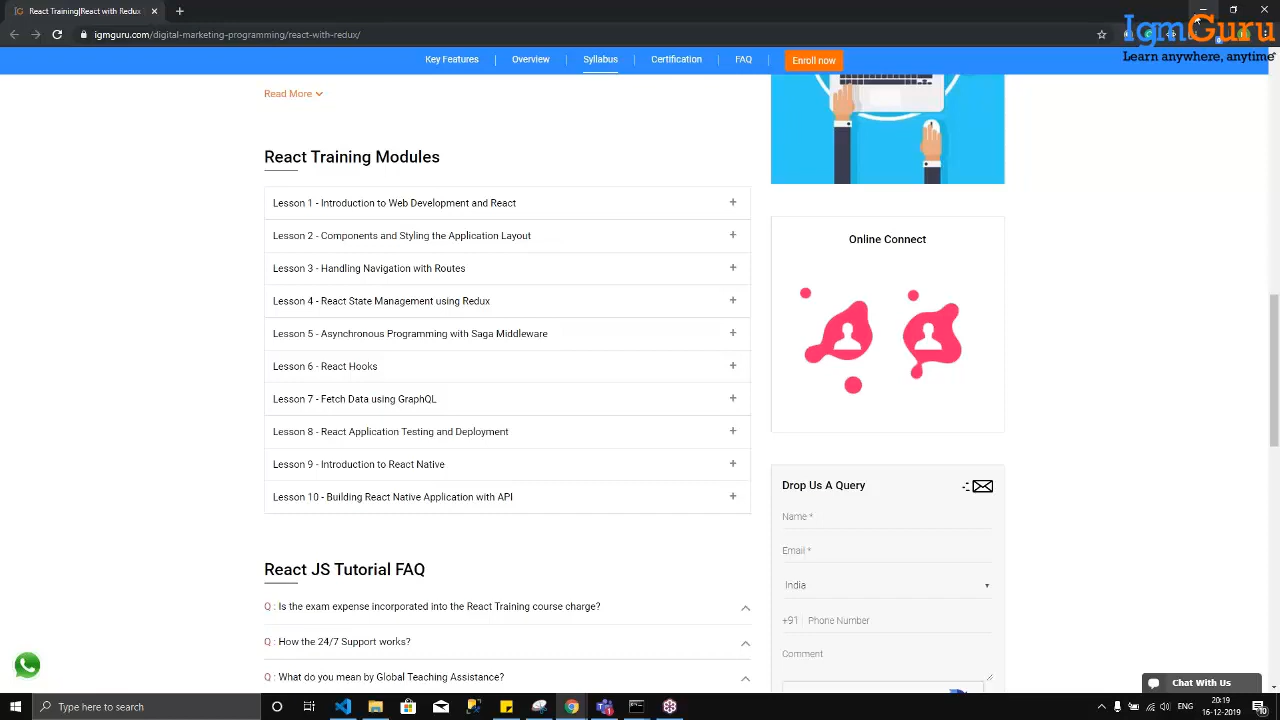 React Training|React with Redux
igmguru.com/digital-marketing-programming/react-with-redux/
IgmGuru
Learn anywhere, anytime
Key Features
Overview
Syllabus
Certification
FAQ
Enroll now
Read More
React Training Modules
Lesson 1 - Introduction to Web Development and React
Lesson 2 - Components and Styling the Application Layout
Lesson 3 - Handling Navigation with Routes
Lesson 4 - React State Management using Redux
Lesson 5 - Asynchronous Programming with Saga Middleware
Lesson 6 - React Hooks
Lesson 7 - Fetch Data using GraphQL
Lesson 8 - React Application Testing and Deployment
Lesson 9 - Introduction to React Native
Lesson 10 - Building React Native Application with API
React JS Tutorial FAQ
Q : Is the exam expense incorporated into the React Training course charge?
Q : How the 24/7 Support works?
Q : What do you mean by Global Teaching Assistance?
Online Connect
Drop Us A Query
Name *
Email *
India
+91 Phone Number
Comment
Chat With Us
Type here to search
ENG
20:19
16-12-2019